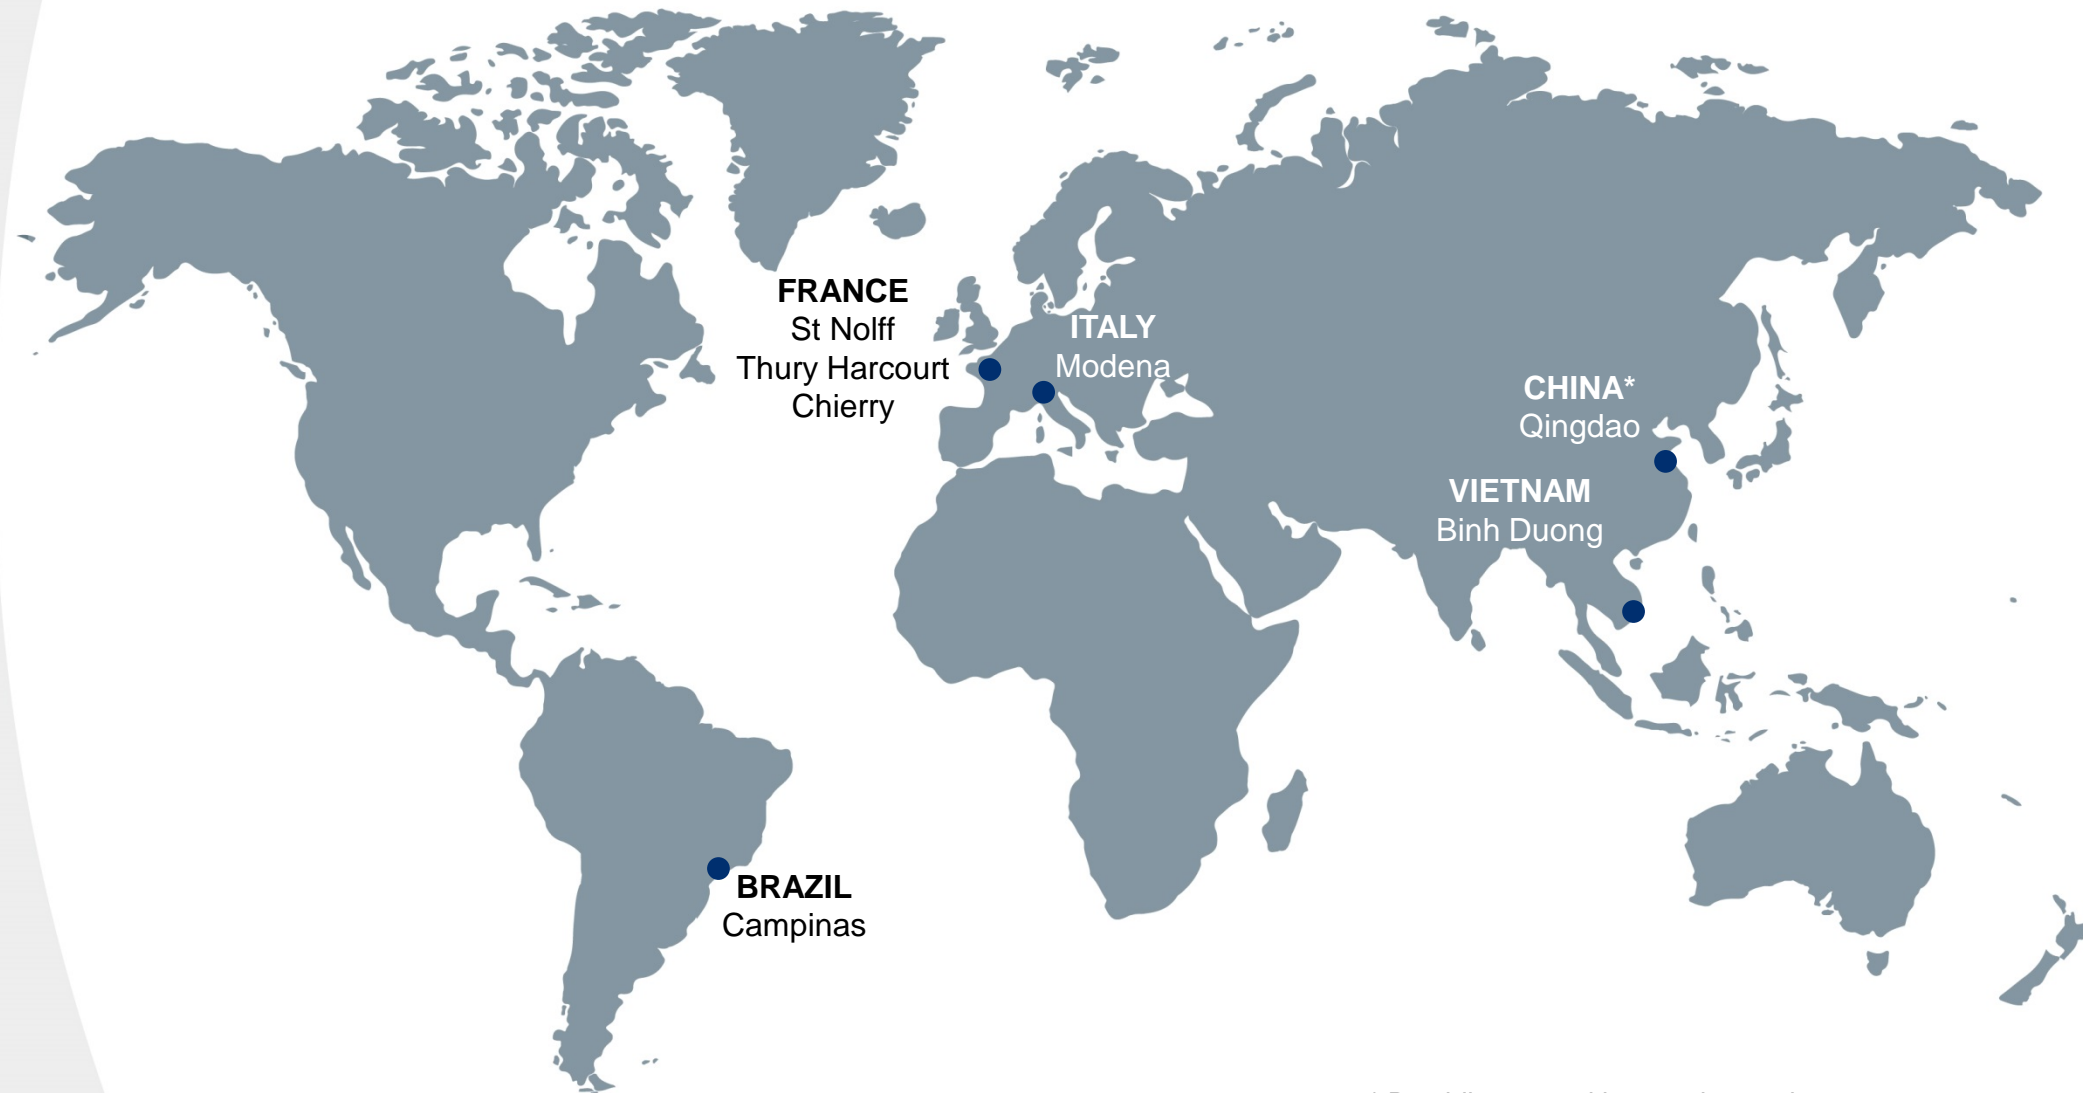 FRANCE
St Nolff
Thury Harcourt
Chierry
ITALY
Modena
CHINA*
Qingdao
VIETNAM
Binh Duong
BRAZIL
Campinas